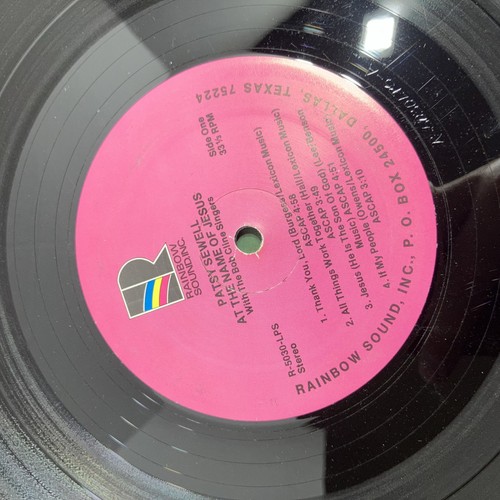 RAINBOW
SOUND,INC.
PATSY SEWELL
AT THE NAME OF JESUS
With The Bob Cline Singers
R-5030-LPS
Stereo
Side One
33⅓ RPM
1. Thank You, Lord (Burgess/Lexicon Music)
ASCAP 4:58
2. All Things Work Together (Hall/Lexicon Music)
ASCAP 3:49
3. Jesus (He Is The Son Of God) (Lee/Lexicon
Music) ASCAP 4:51
4. If My People (Owens/Lexicon Music)
ASCAP 3:10
RAINBOW SOUND, INC., P. O. BOX 24500, DALLAS, TEXAS 75224